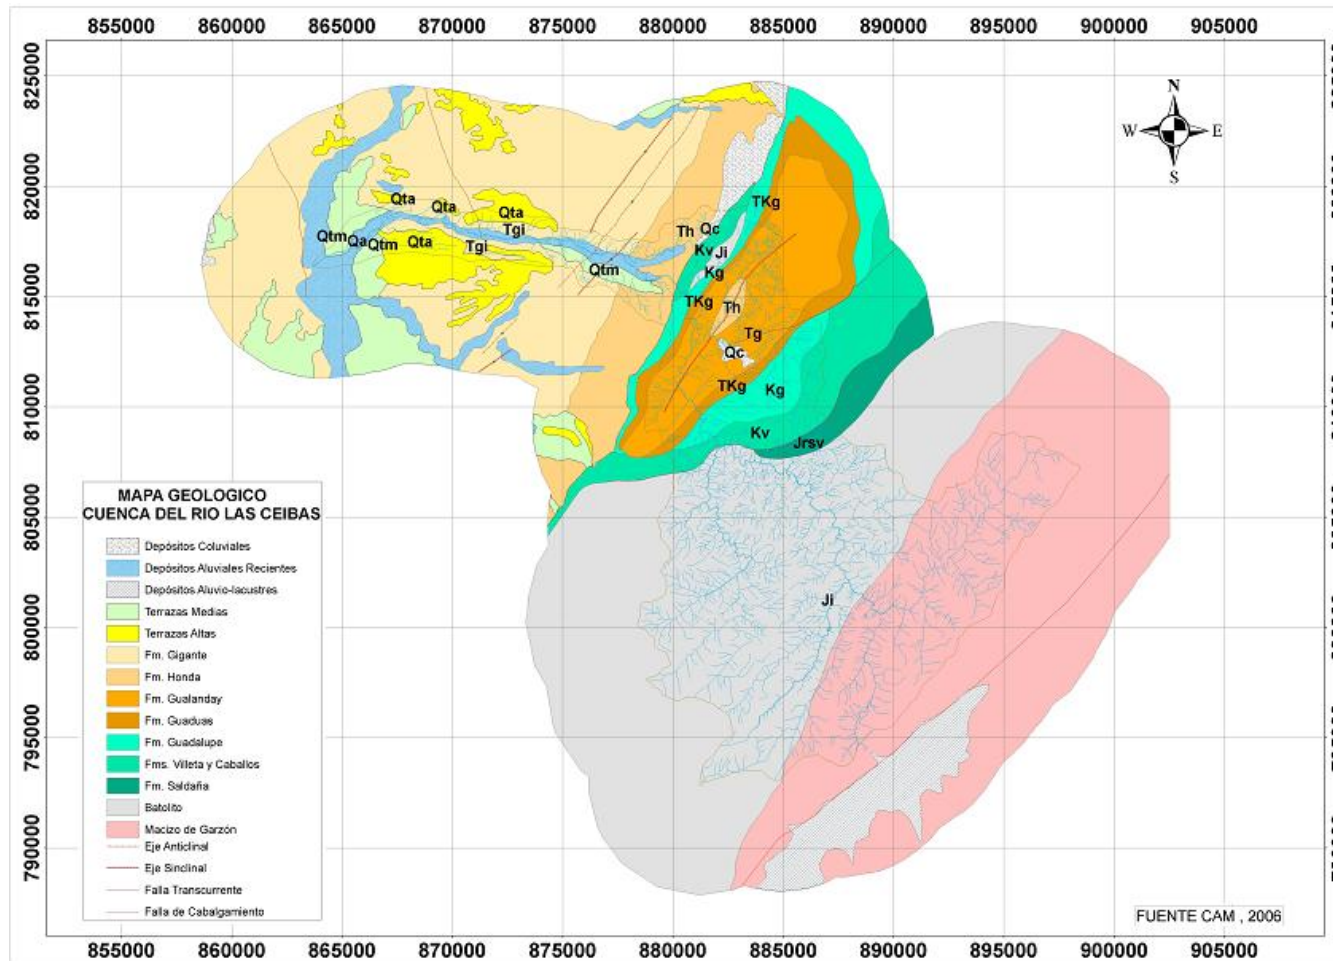 855000 860000 865000 870000 875000 880000 885000 890000 895000 900000 905000
825000
820000
815000
810000
805000
800000
795000
790000
N
W E
S
Qta
Qta
Qta
Tgi
Qtm
Qa
Qtm
Qta
Tgi
Qtm
TKg
Th
Qc
Kv
Ji
Kg
TKg
Th
Tg
Qc
TKg
Kg
Kv
Jrsv
Ji
MAPA GEOLOGICO
CUENCA DEL RIO LAS CEIBAS
Depósitos Coluviales
Depósitos Aluviales Recientes
Depósitos Aluvio-lacustres
Terrazas Medias
Terrazas Altas
Fm. Gigante
Fm. Honda
Fm. Gualanday
Fm. Guaduas
Fm. Guadalupe
Fms. Villeta y Caballos
Fm. Saldaña
Batolito
Macizo de Garzón
Eje Anticlinal
Eje Sinclinal
Falla Transcurrente
Falla de Cabalgamiento
FUENTE CAM , 2006
855000 860000 865000 870000 875000 880000 885000 890000 895000 900000 905000